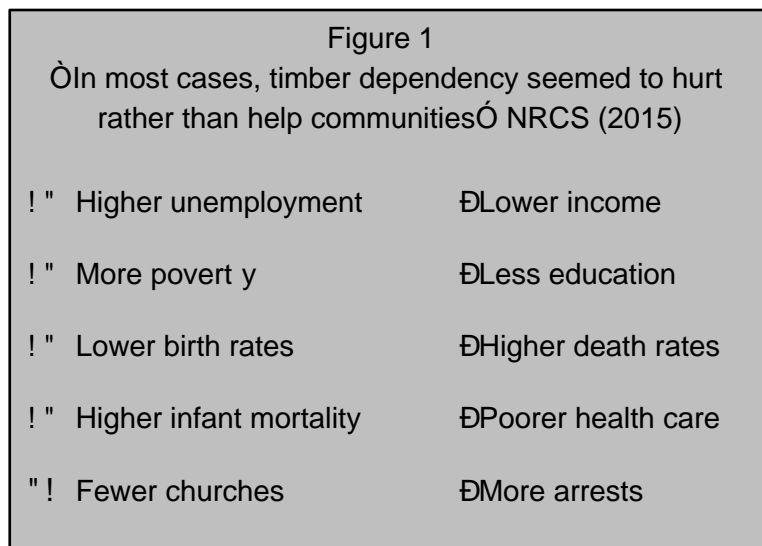 Figure 1
ÒIn most cases, timber dependency seemed to hurt
rather than help communitiesÓ NRCS (2015)
! " Higher unemployment ÐLower income
! " More povert y ÐLess education
! " Lower birth rates ÐHigher death rates
! " Higher infant mortality ÐPoorer health care
" ! Fewer churches ÐMore arrests